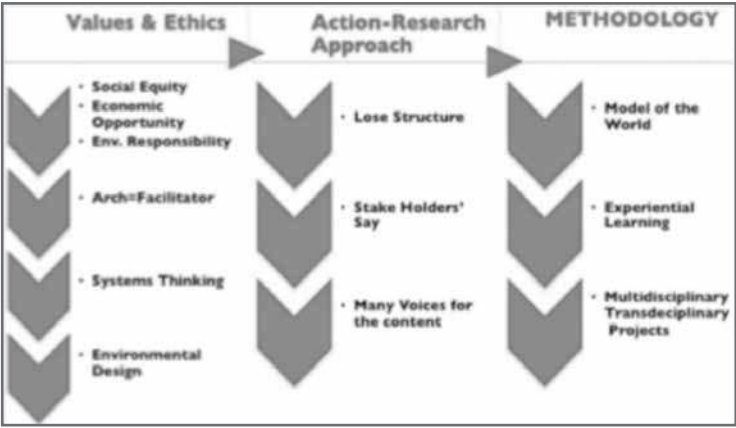 Values & Ethics
• Social Equity
• Economic
Opportunity
• Env. Responsibility
• Arch=Facilitator
• Systems Thinking
• Environmental
Design
Action-Research
Approach
• Lose Structure
• Stake Holders'
Say
• Many Voices for
the content
METHODOLOGY
• Model of the
World
• Experiential
Learning
• Multidisciplinary
Transdeciplinary
Projects